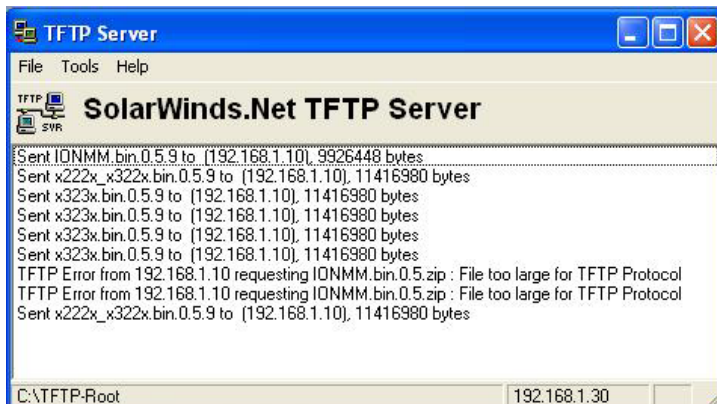 TFTP Server
File Tools Help
TFTP
SVR
SolarWinds.Net TFTP Server
Sent IONMM.bin.0.5.9 to (192.168.1.10), 9926448 bytes
Sent x222x_x322x.bin.0.5.9 to (192.168.1.10), 11416980 bytes
Sent x323x.bin.0.5.9 to (192.168.1.10), 11416980 bytes
Sent x323x.bin.0.5.9 to (192.168.1.10), 11416980 bytes
Sent x323x.bin.0.5.9 to (192.168.1.10), 11416980 bytes
Sent x323x.bin.0.5.9 to (192.168.1.10), 11416980 bytes
TFTP Error from 192.168.1.10 requesting IONMM.bin.0.5.zip : File too large for TFTP Protocol
TFTP Error from 192.168.1.10 requesting IONMM.bin.0.5.zip : File too large for TFTP Protocol
Sent x222x_x322x.bin.0.5.9 to (192.168.1.10), 11416980 bytes
C:\TFTP-Root 192.168.1.30